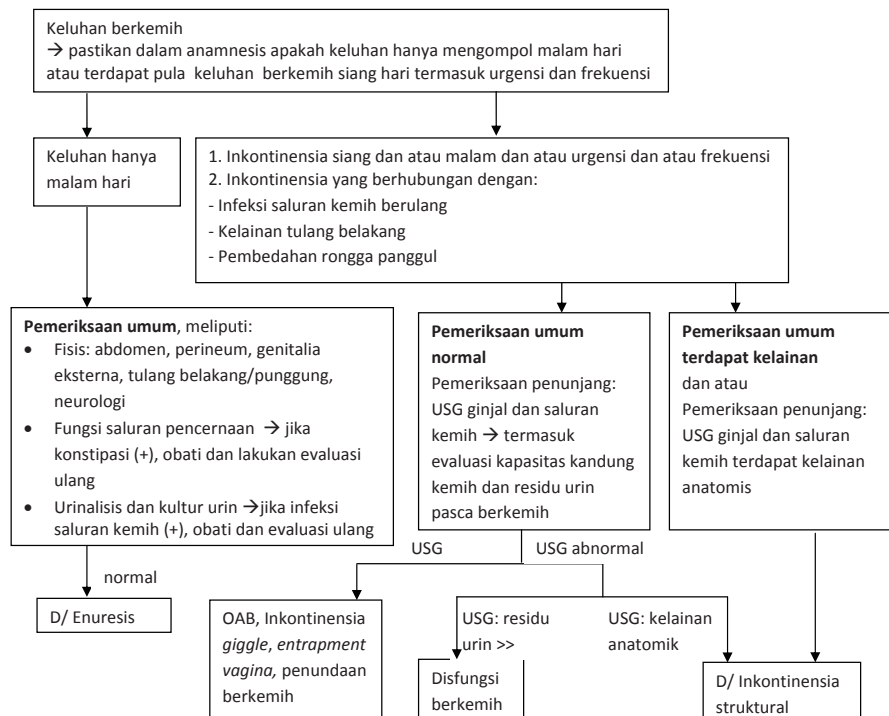 Keluhan berkemih
→ pastikan dalam anamnesis apakah keluhan hanya mengompol malam hari
atau terdapat pula keluhan berkemih siang hari termasuk urgensi dan frekuensi
Keluhan hanya
malam hari
1. Inkontinensia siang dan atau malam dan atau urgensi dan atau frekuensi
2. Inkontinensia yang berhubungan dengan:
- Infeksi saluran kemih berulang
- Kelainan tulang belakang
- Pembedahan rongga panggul
Pemeriksaan umum, meliputi:
• Fisis: abdomen, perineum, genitalia
eksterna, tulang belakang/punggung,
neurologi
• Fungsi saluran pencernaan → jika
konstipasi (+), obati dan lakukan evaluasi
ulang
• Urinalisis dan kultur urin →jika infeksi
saluran kemih (+), obati dan evaluasi ulang
Pemeriksaan umum
normal
Pemeriksaan penunjang:
USG ginjal dan saluran
kemih → termasuk
evaluasi kapasitas kandung
kemih dan residu urin
pasca berkemih
Pemeriksaan umum
terdapat kelainan
dan atau
Pemeriksaan penunjang:
USG ginjal dan saluran
kemih terdapat kelainan
anatomis
normal
USG
USG abnormal
D/ Enuresis
OAB, Inkontinensia
giggle, entrapment
vagina, penundaan
berkemih
USG: residu
urin >>
USG: kelainan
anatomik
Disfungsi
berkemih
D/ Inkontinensia
struktural